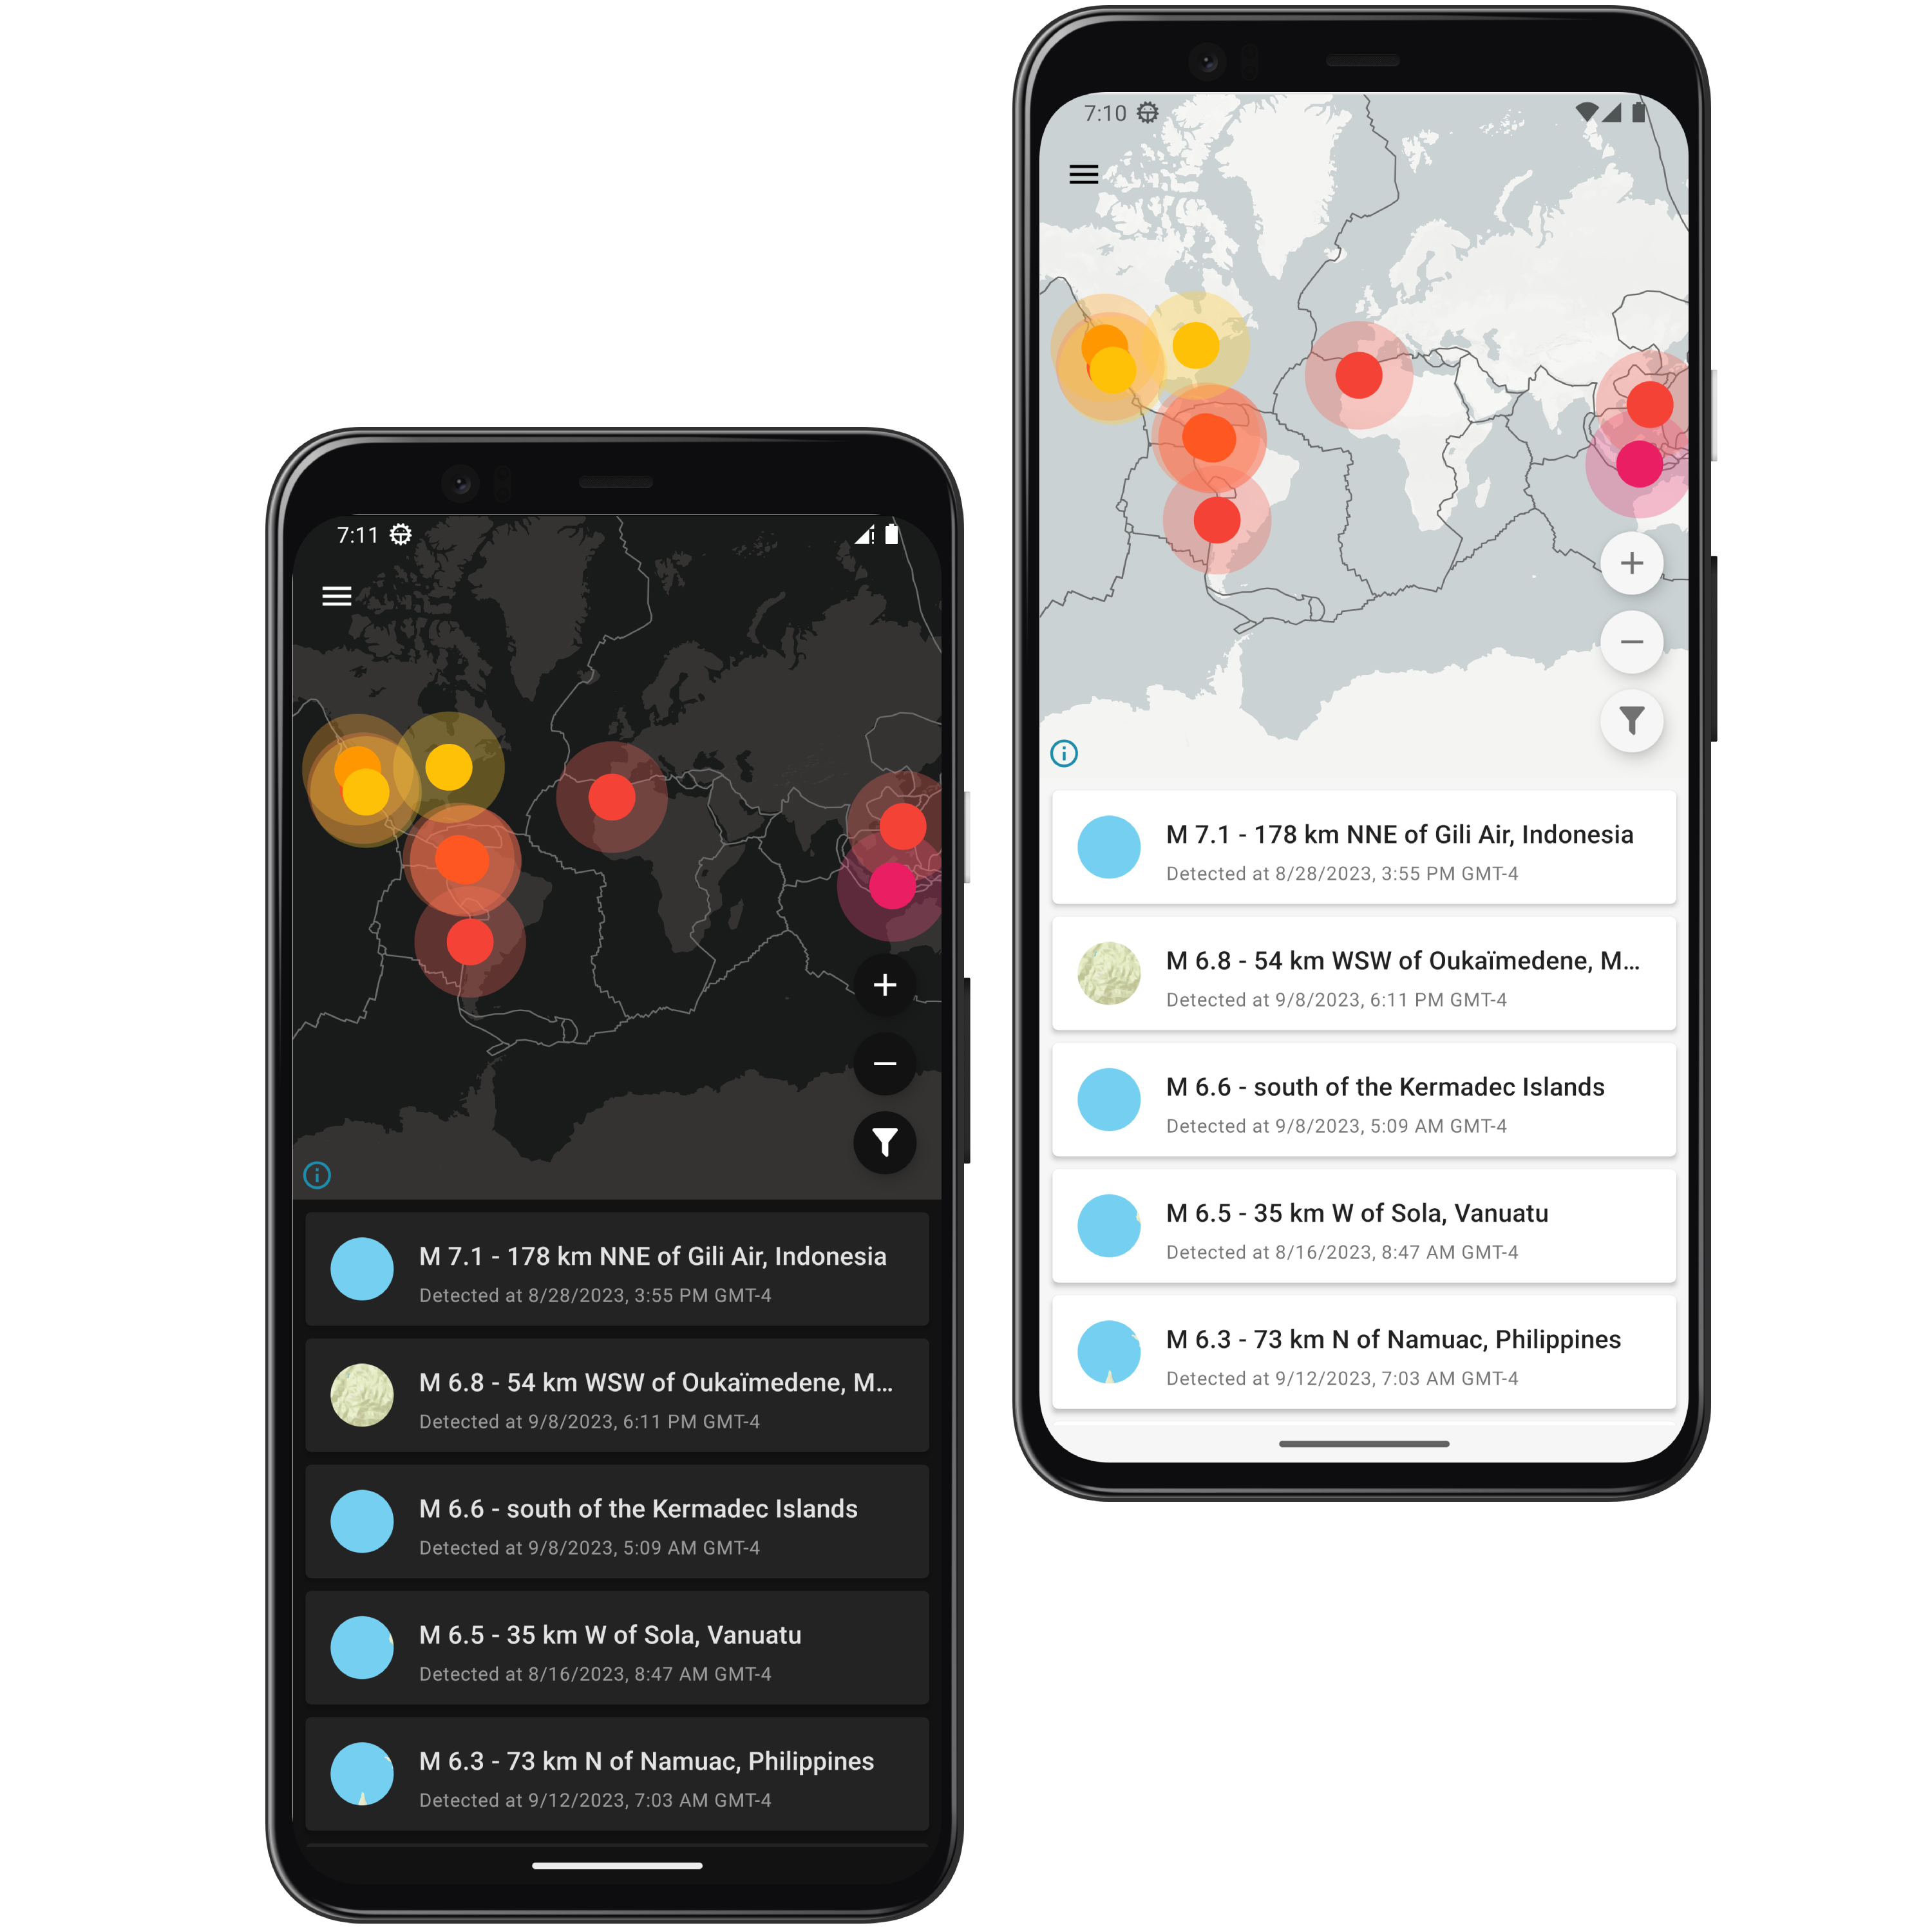 7:11
M 7.1 - 178 km NNE of Gili Air, Indonesia
Detected at 8/28/2023, 3:55 PM GMT-4
M 6.8 - 54 km WSW of Oukaïmedene, M...
Detected at 9/8/2023, 6:11 PM GMT-4
M 6.6 - south of the Kermadec Islands
Detected at 9/8/2023, 5:09 AM GMT-4
M 6.5 - 35 km W of Sola, Vanuatu
Detected at 8/16/2023, 8:47 AM GMT-4
M 6.3 - 73 km N of Namuac, Philippines
Detected at 9/12/2023, 7:03 AM GMT-4
7:10
M 7.1 - 178 km NNE of Gili Air, Indonesia
Detected at 8/28/2023, 3:55 PM GMT-4
M 6.8 - 54 km WSW of Oukaïmedene, M...
Detected at 9/8/2023, 6:11 PM GMT-4
M 6.6 - south of the Kermadec Islands
Detected at 9/8/2023, 5:09 AM GMT-4
M 6.5 - 35 km W of Sola, Vanuatu
Detected at 8/16/2023, 8:47 AM GMT-4
M 6.3 - 73 km N of Namuac, Philippines
Detected at 9/12/2023, 7:03 AM GMT-4